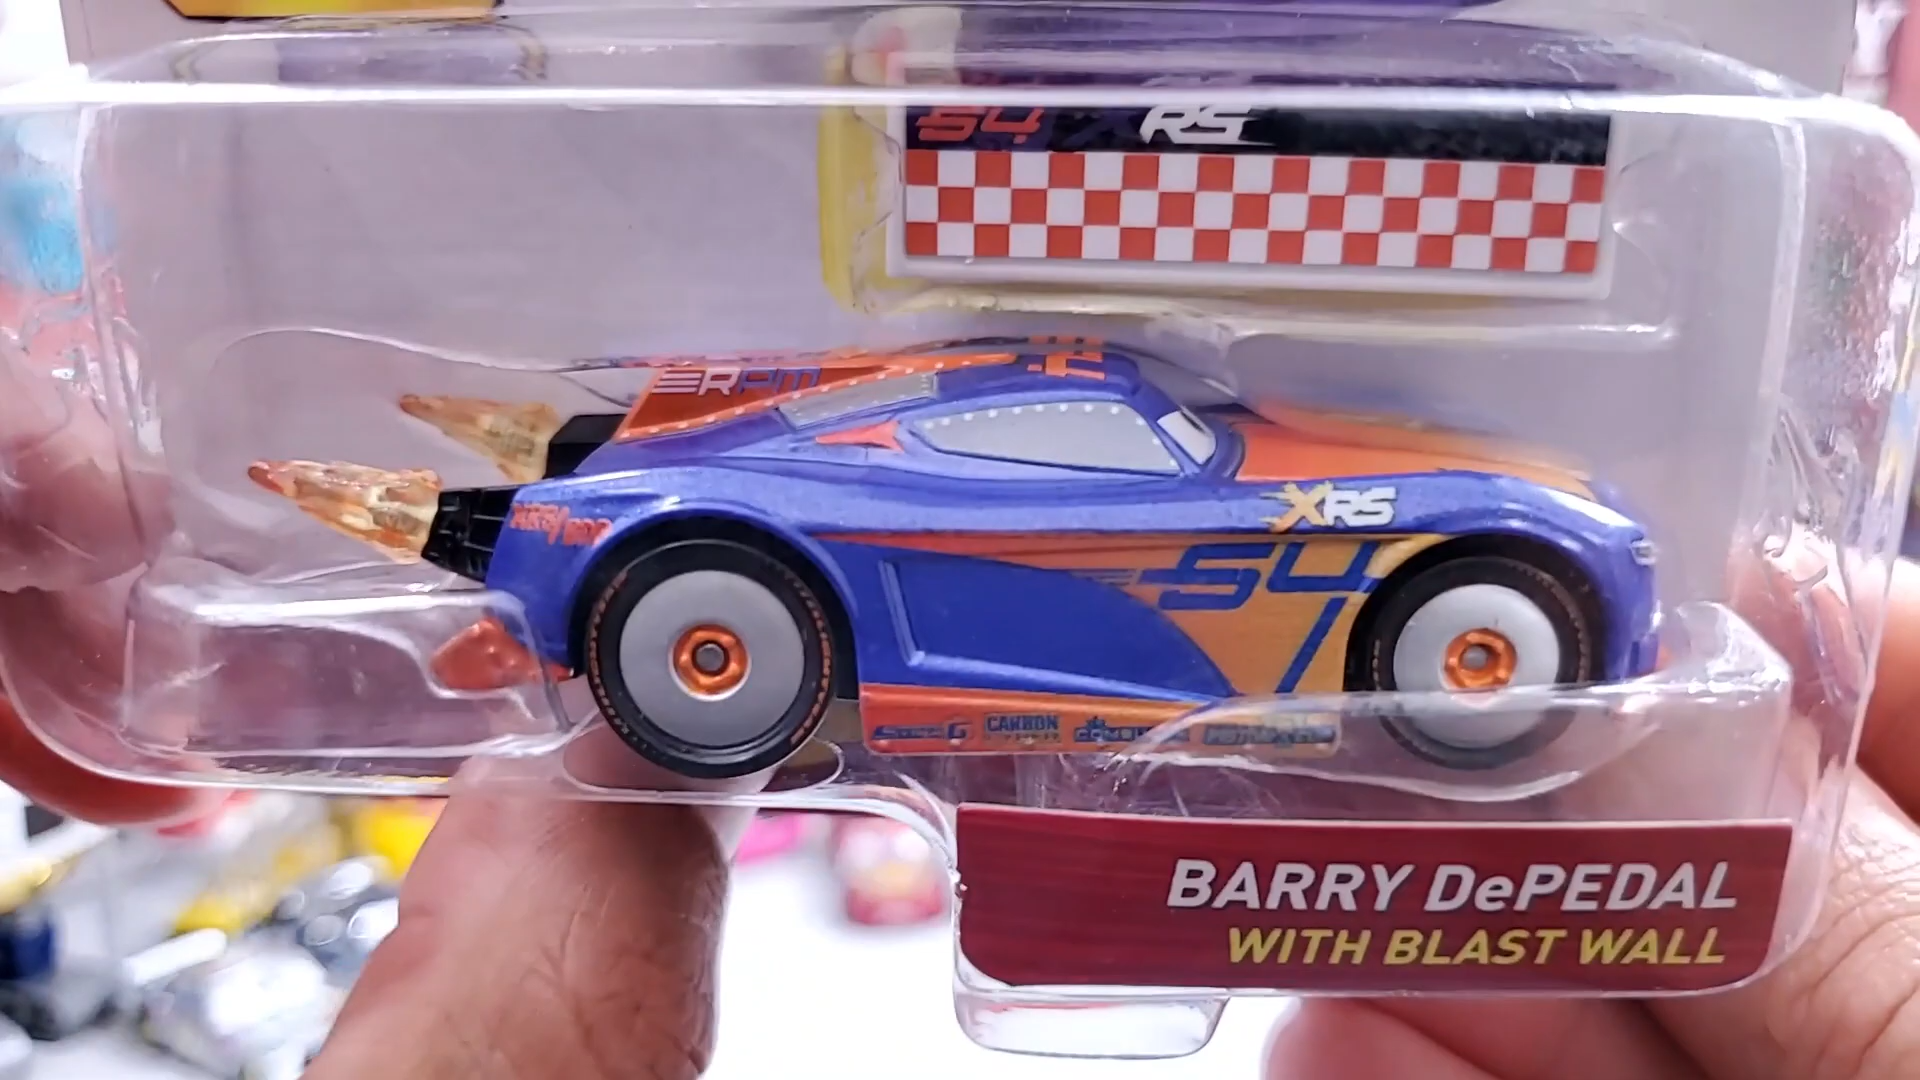 54 XRS
RPM
XRS
54
CARBON
BARRY DePEDAL
WITH BLAST WALL